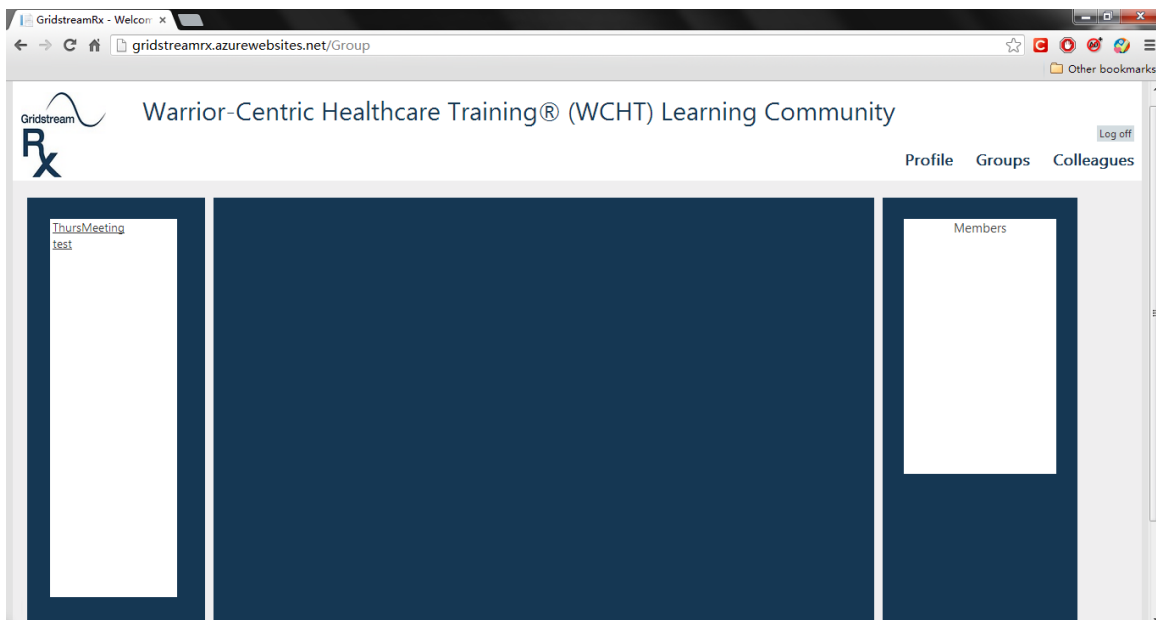 GridstreamRx - Welcom
gridstreamrx.azurewebsites.net/Group
Other bookmarks
Gridstream
Rx
Warrior-Centric Healthcare Training® (WCHT) Learning Community
Log off
Profile Groups Colleagues
ThursMeeting
test
Members